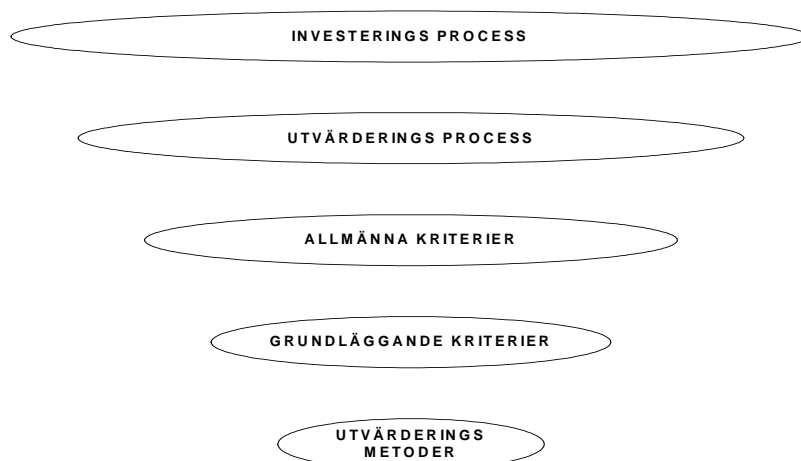 INVESTERINGS PROCESS
UTVÄRDERINGS PROCESS
ALLMÄNNA KRITERIER
GRUNDLÄGGANDE KRITERIER
UTVÄRDERINGS
METODER